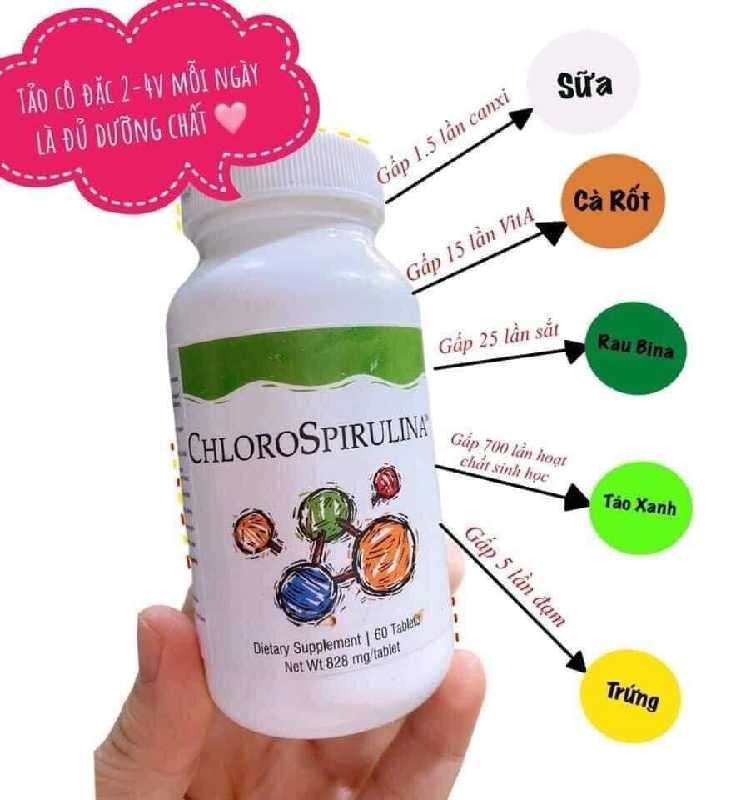 TẢO CÔ ĐẶC 2-4V MỖI NGÀY
LÀ ĐỦ DƯỠNG CHẤT
Gấp 1.5 lần canxi
Sữa
Gấp 15 lần VitA
Cà Rốt
Gấp 25 lần sắt
Rau Bina
CHLOROSPIRULINA
Gấp 700 lần hoạt
chất sinh học
Táo Xanh
Gấp 5 lần đạm
Trứng
Dietary Supplement | 60 Tablets
Net Wt 828 mg/tablet